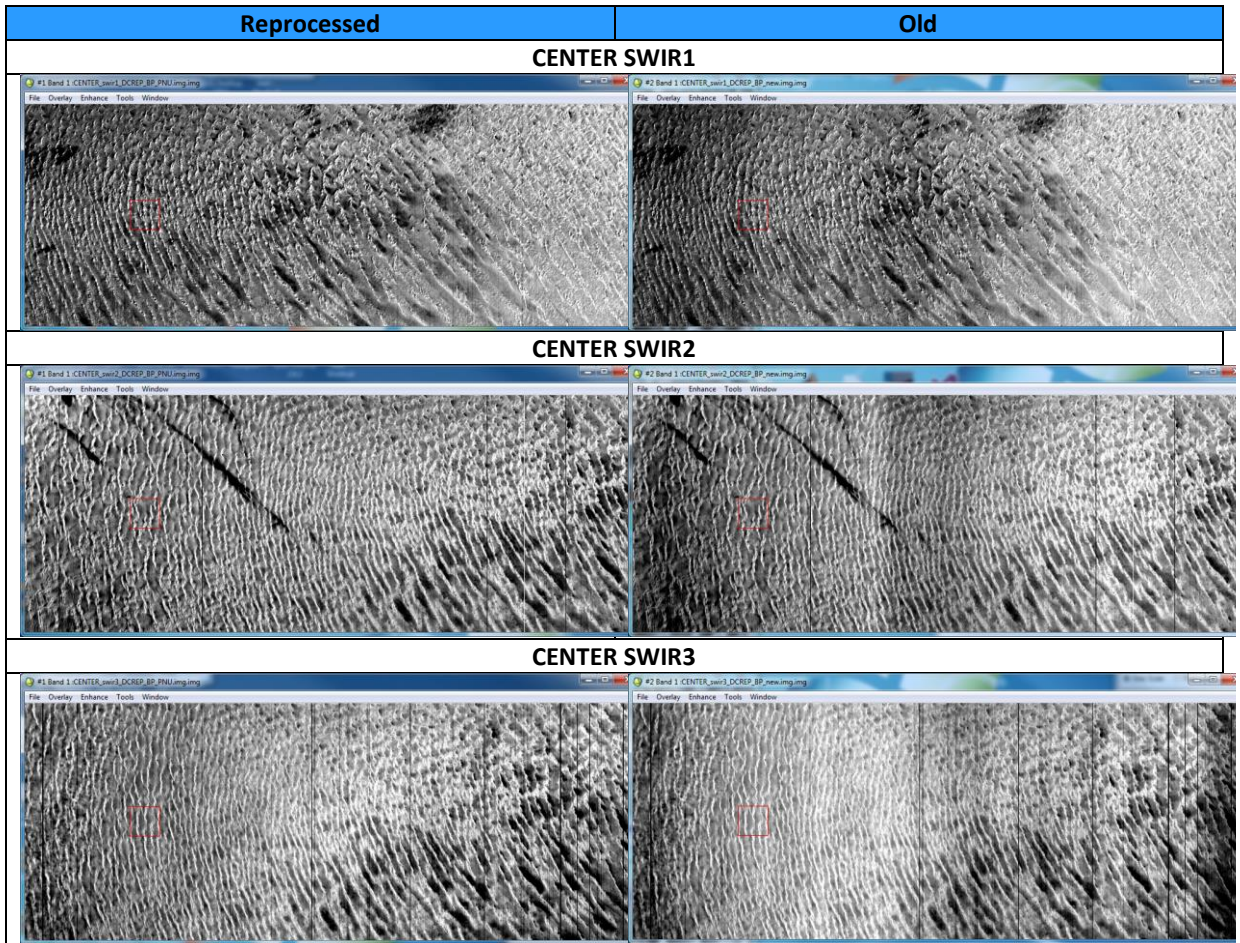 Reprocessed Old
CENTER SWIR1
#1 Band 1 :CENTER_swir1_DCREP_BP_PNU.img.img #2 Band 1 :CENTER_swir1_DCREP_BP_new.img.img
File Overlay Enhance Tools Window File Overlay Enhance Tools Window
CENTER SWIR2
#1 Band 1 :CENTER_swir2_DCREP_BP_PNU.img.img #2 Band 1 :CENTER_swir2_DCREP_BP_new.img.img
File Overlay Enhance Tools Window File Overlay Enhance Tools Window
CENTER SWIR3
#1 Band 1 :CENTER_swir3_DCREP_BP_PNU.img.img #2 Band 1 :CENTER_swir3_DCREP_BP_new.img.img
File Overlay Enhance Tools Window File Overlay Enhance Tools Window